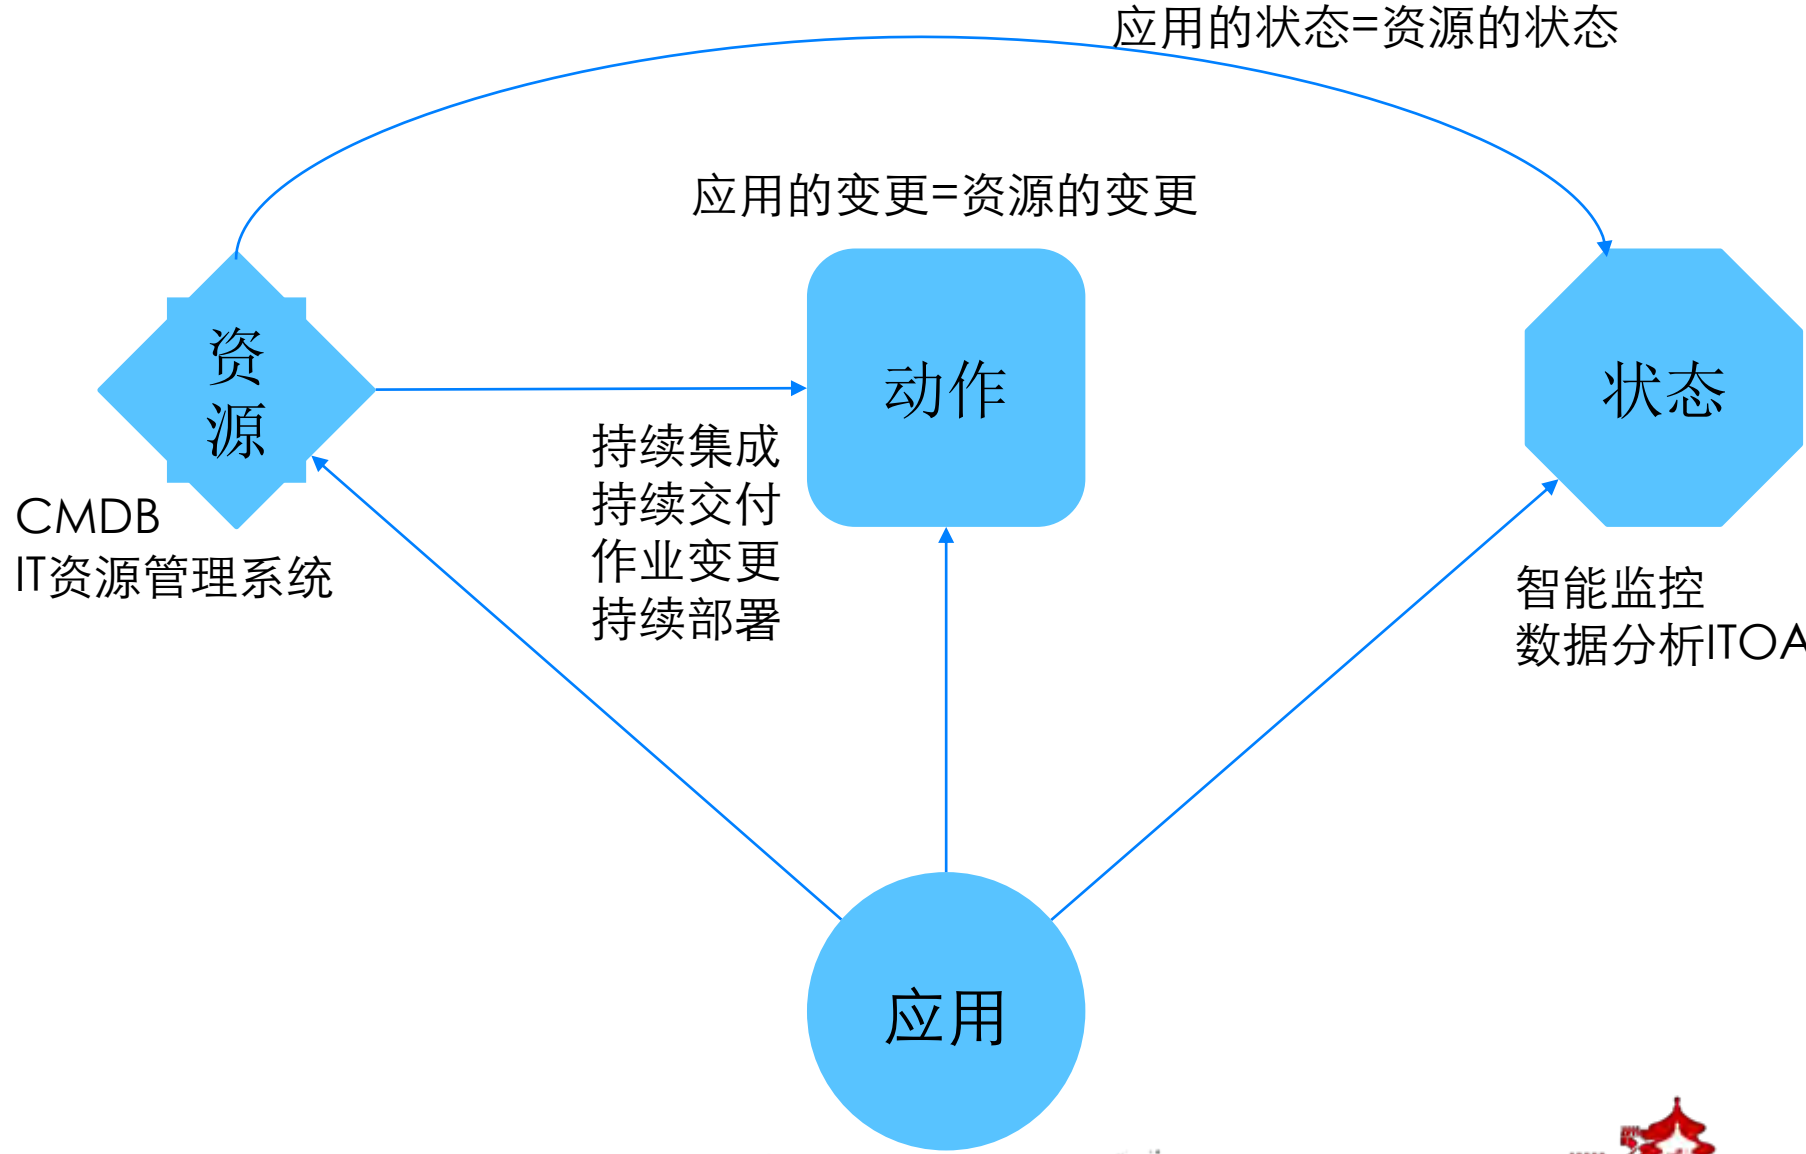 应用的状态=资源的状态
应用的变更=资源的变更
资
源
动作
状态
CMDB
IT资源管理系统
持续集成
持续交付
作业变更
持续部署
智能监控
数据分析ITOA
应用